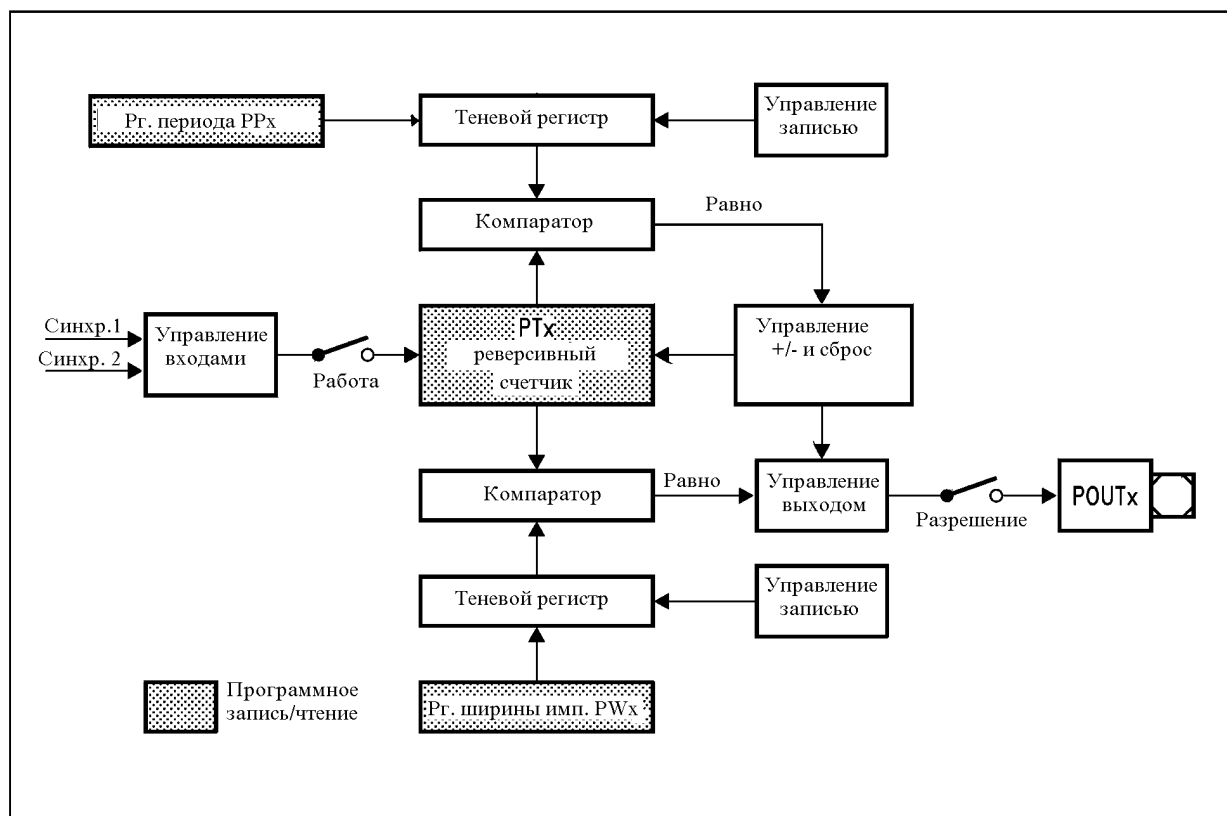 Рг. периода PPx
Теневой регистр
Управление
записью
Компаратор
Равно
Синхр.1
Синхр. 2
Управление
входами
Работа
PTx
реверсивный
счетчик
Управление
+/- и сброс
Компаратор
Равно
Управление
выходом
Разрешение
POUTx
Теневой регистр
Управление
записью
Программное
запись/чтение
Рг. ширины имп. PWx